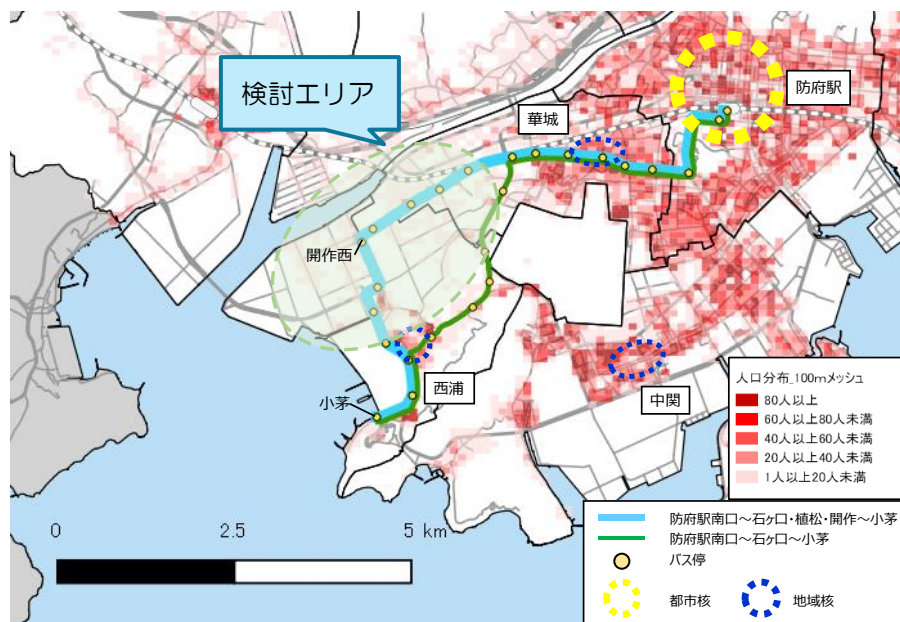 検討エリア
防府駅
華城
開作西
西浦
小茅
中関
0 2.5 5 km
人口分布_100mメッシュ
80人以上
60人以上80人未満
40人以上60人未満
20人以上40人未満
1人以上20人未満
防府駅南口～石ヶ口・植松・開作～小茅
防府駅南口～石ヶ口～小茅
バス停
都市核 地域核